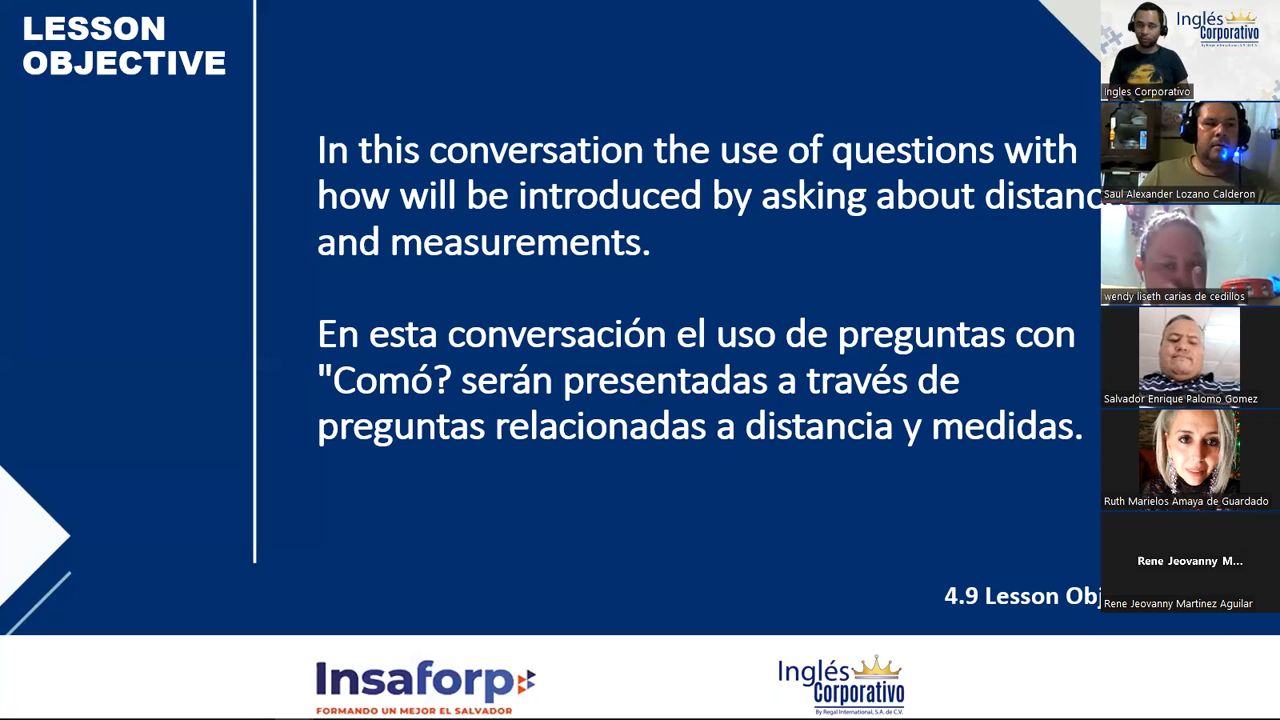 LESSON
OBJECTIVE
In this conversation the use of questions with
how will be introduced by asking about distanc
and measurements.
En esta conversación el uso de preguntas con
"Comó? serán presentadas a través de
preguntas relacionadas a distancia y medidas.
4.9 Lesson Obj
Insaforp
FORMANDO UN MEJOR EL SALVADOR
Inglés
Corporativo
By Regal International, S.A. de C.V.
Inglés
Corporativo
By Regal International, S.A. de C.V.
Ingles Corporativo
Saul Alexander Lozano Calderon
wendy liseth carias de cedillos
Salvador Enrique Palomo Gomez
Ruth Marielos Amaya de Guardado
Rene Jeovanny M...
Rene Jeovanny Martinez Aguilar